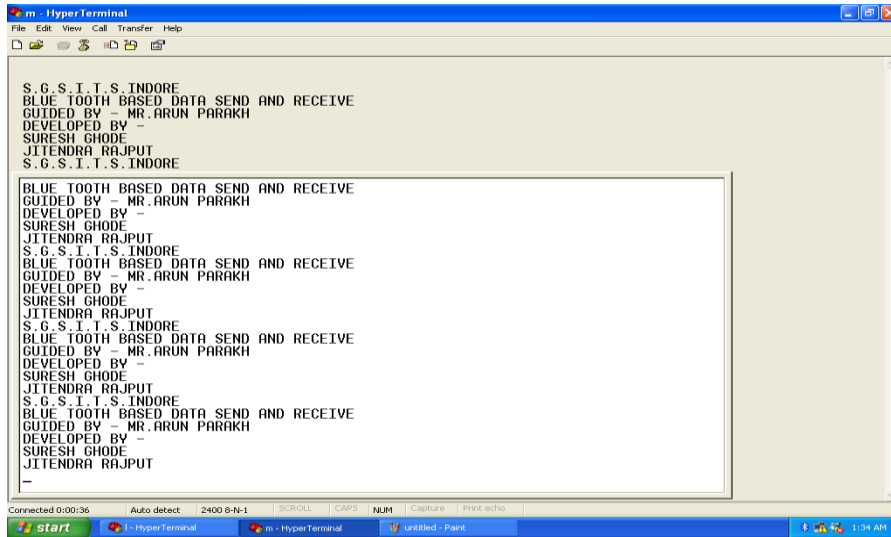 m - HyperTerminal
File Edit View Call Transfer Help
S.G.S.I.T.S.INDORE
BLUE TOOTH BASED DATA SEND AND RECEIVE
GUIDED BY - MR.ARUN PARAKH
DEVELOPED BY -
SURESH GHODE
JITENDRA RAJPUT
S.G.S.I.T.S.INDORE
BLUE TOOTH BASED DATA SEND AND RECEIVE
GUIDED BY - MR.ARUN PARAKH
DEVELOPED BY -
SURESH GHODE
JITENDRA RAJPUT
S.G.S.I.T.S.INDORE
BLUE TOOTH BASED DATA SEND AND RECEIVE
GUIDED BY - MR.ARUN PARAKH
DEVELOPED BY -
SURESH GHODE
JITENDRA RAJPUT
S.G.S.I.T.S.INDORE
BLUE TOOTH BASED DATA SEND AND RECEIVE
GUIDED BY - MR.ARUN PARAKH
DEVELOPED BY -
SURESH GHODE
JITENDRA RAJPUT
S.G.S.I.T.S.INDORE
BLUE TOOTH BASED DATA SEND AND RECEIVE
GUIDED BY - MR.ARUN PARAKH
DEVELOPED BY -
SURESH GHODE
JITENDRA RAJPUT
_
Connected 0:00:36 Auto detect 2400 8-N-1 SCROLL CAPS NUM Capture Print echo
start l - HyperTerminal m - HyperTerminal untitled - Paint 1:34 AM